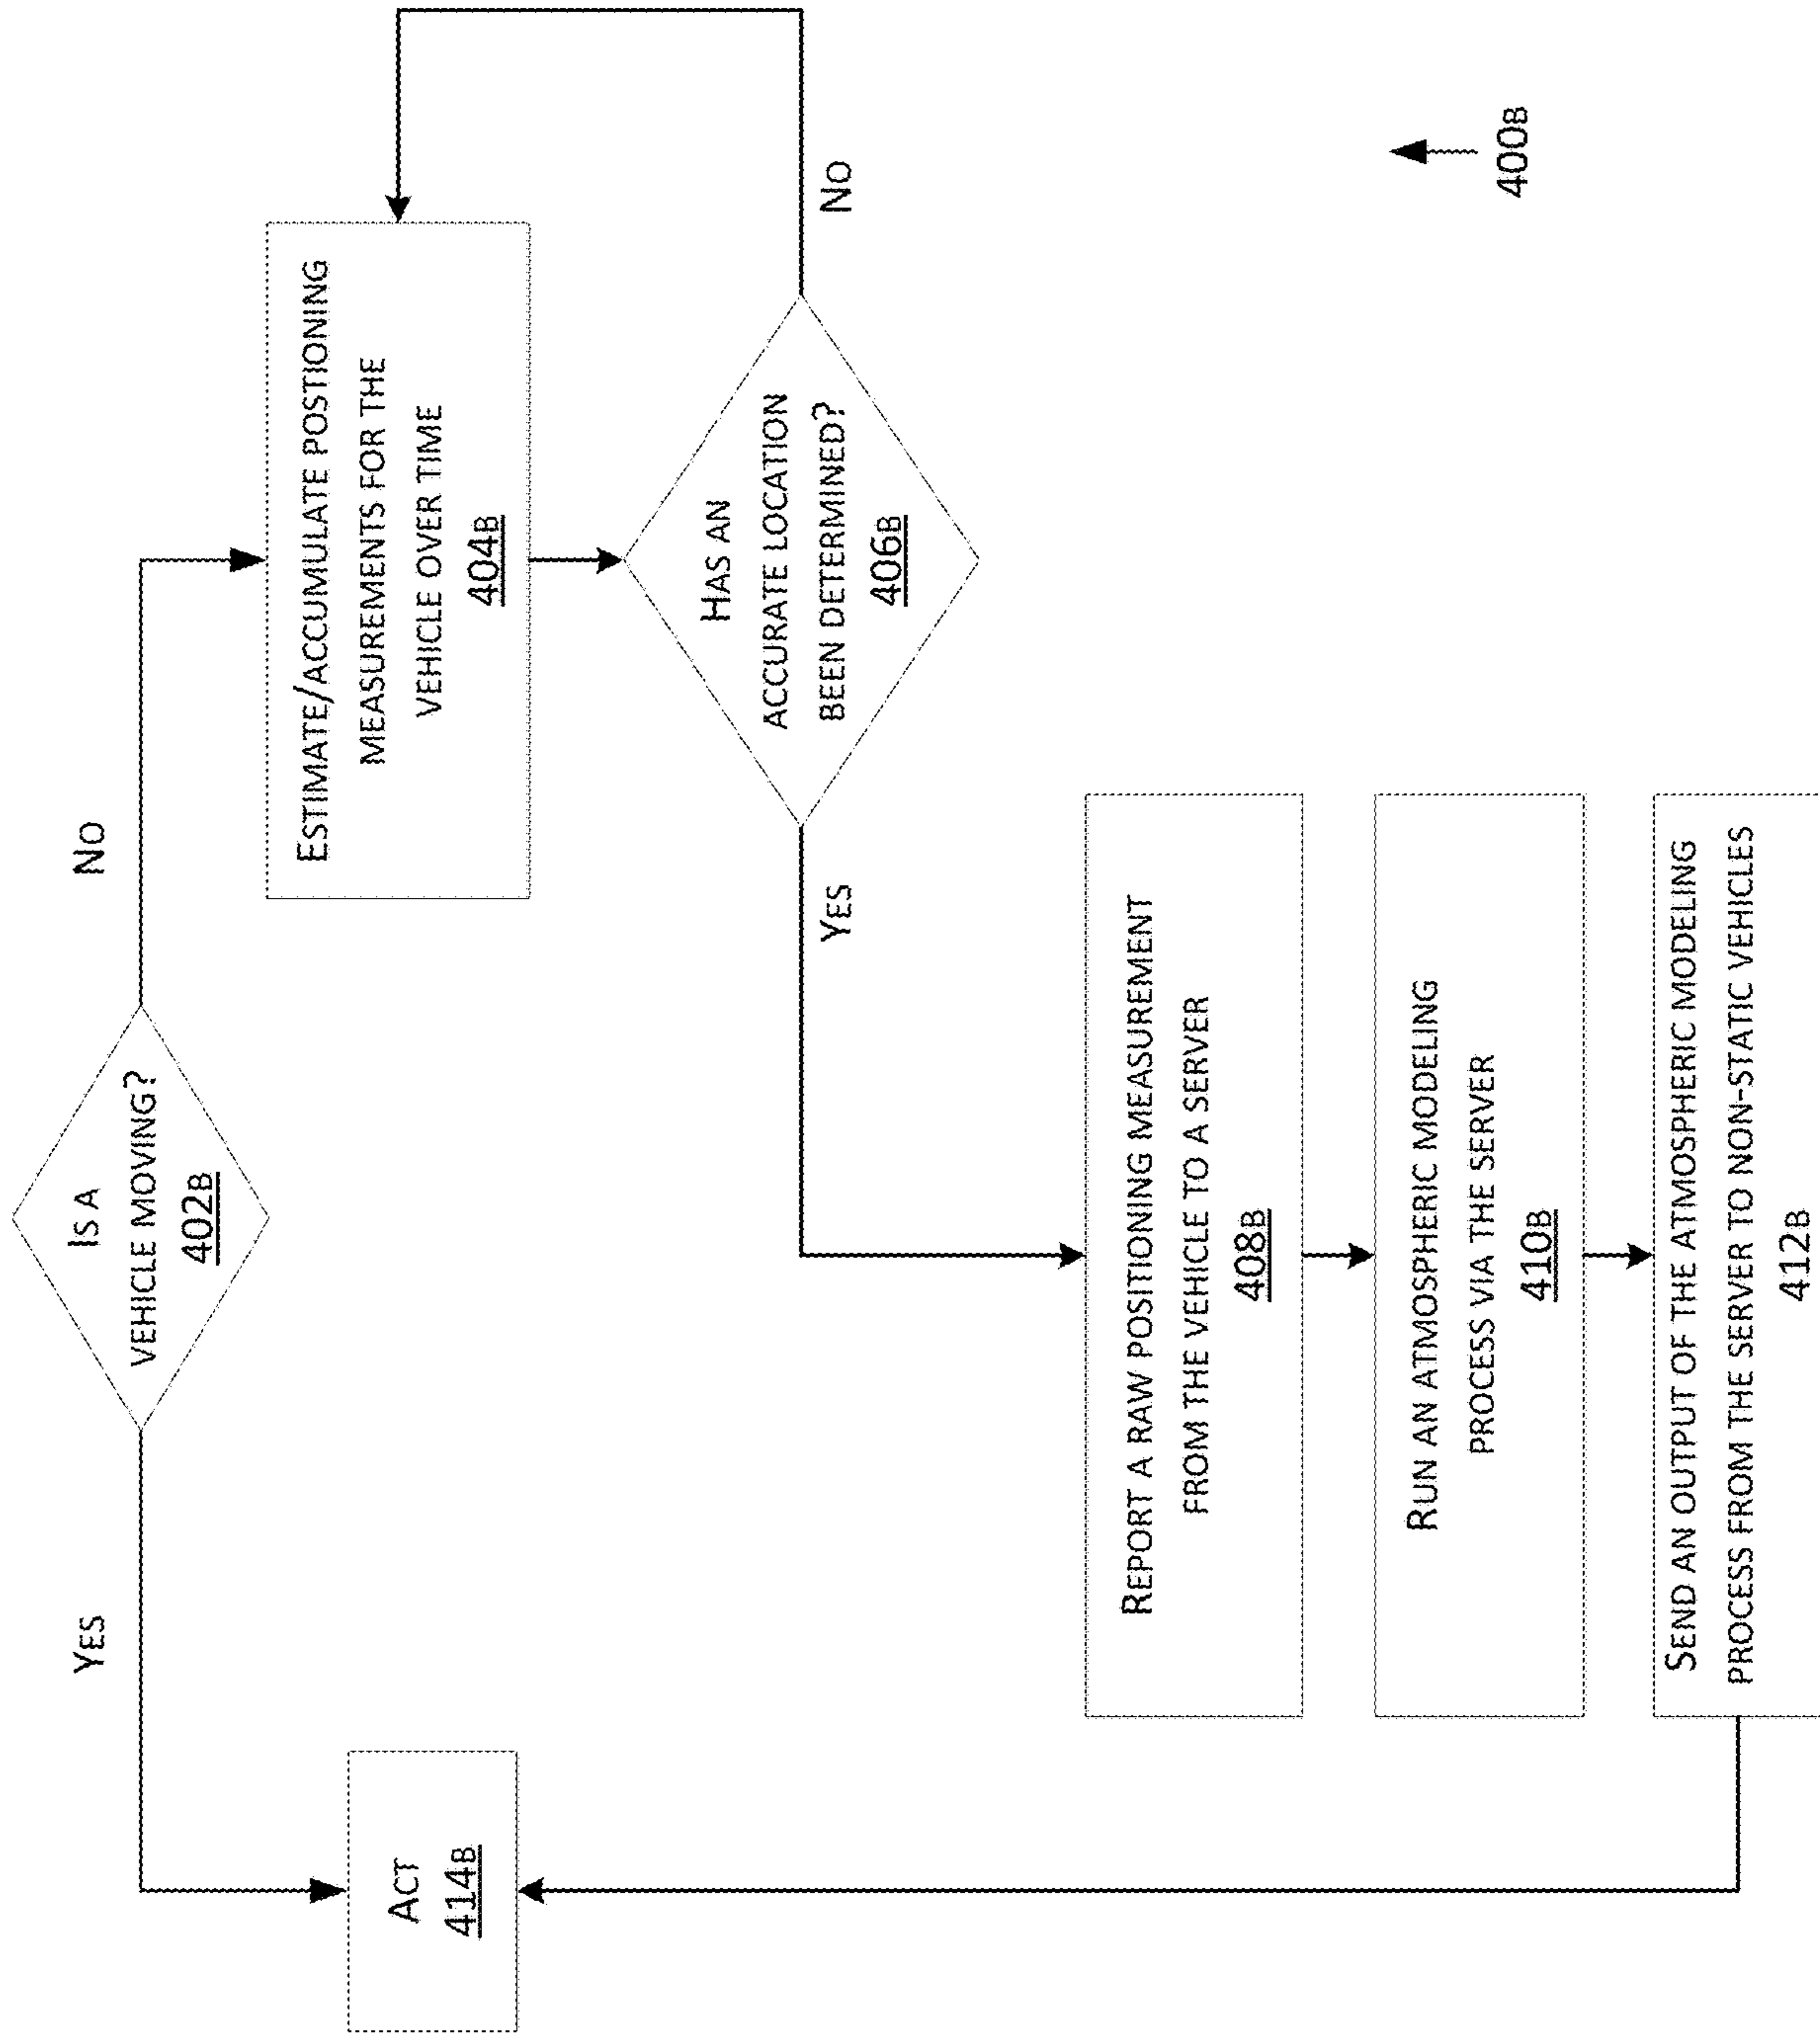 IS A
VEHICLE MOVING?
402B
YES
NO
ACT
414B
ESTIMATE/ACCUMULATE POSTIONING
MEASUREMENTS FOR THE
VEHICLE OVER TIME
404B
HAS AN
ACCURATE LOCATION
BEEN DETERMINED?
406B
YES
NO
REPORT A RAW POSITIONING MEASUREMENT
FROM THE VEHICLE TO A SERVER
408B
RUN AN ATMOSPHERIC MODELING
PROCESS VIA THE SERVER
410B
SEND AN OUTPUT OF THE ATMOSPHERIC MODELING
PROCESS FROM THE SERVER TO NON-STATIC VEHICLES
412B
400B